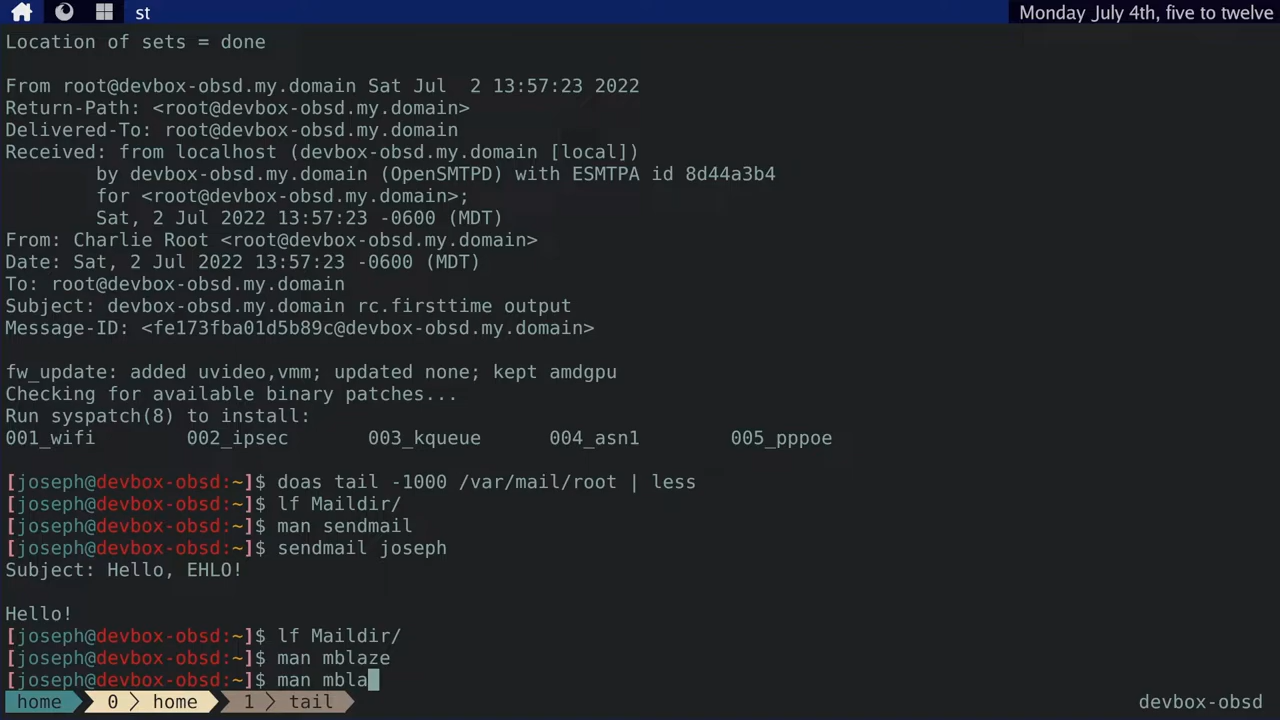 st
Monday July 4th, five to twelve
Location of sets = done
From root@devbox-obsd.my.domain Sat Jul  2 13:57:23 2022
Return-Path: <root@devbox-obsd.my.domain>
Delivered-To: root@devbox-obsd.my.domain
Received: from localhost (devbox-obsd.my.domain [local])
        by devbox-obsd.my.domain (OpenSMTPD) with ESMTPA id 8d44a3b4
        for <root@devbox-obsd.my.domain>;
        Sat, 2 Jul 2022 13:57:23 -0600 (MDT)
From: Charlie Root <root@devbox-obsd.my.domain>
Date: Sat, 2 Jul 2022 13:57:23 -0600 (MDT)
To: root@devbox-obsd.my.domain
Subject: devbox-obsd.my.domain rc.firsttime output
Message-ID: <fe173fba01d5b89c@devbox-obsd.my.domain>
fw_update: added uvideo,vmm; updated none; kept amdgpu
Checking for available binary patches...
Run syspatch(8) to install:
001_wifi        002_ipsec       003_kqueue      004_asn1        005_pppoe
[joseph@devbox-obsd:~]$ doas tail -1000 /var/mail/root | less
[joseph@devbox-obsd:~]$ lf Maildir/
[joseph@devbox-obsd:~]$ man sendmail
[joseph@devbox-obsd:~]$ sendmail joseph
Subject: Hello, EHLO!
Hello!
[joseph@devbox-obsd:~]$ lf Maildir/
[joseph@devbox-obsd:~]$ man mblaze
[joseph@devbox-obsd:~]$ man mbla
home 0 > home 1 > tail
devbox-obsd